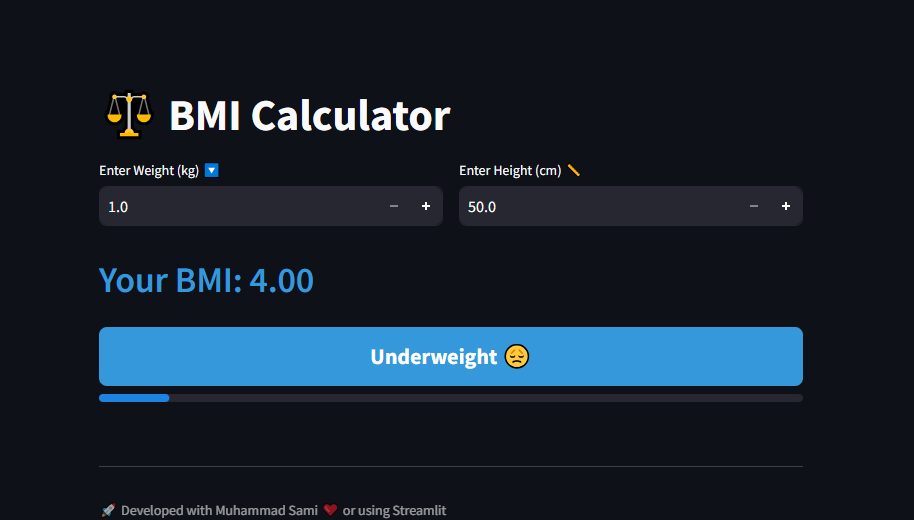 BMI Calculator
Enter Weight (kg) Enter Height (cm)
1.0 − + 50.0 − +
Your BMI: 4.00
Underweight
Developed with Muhammad Sami or using Streamlit